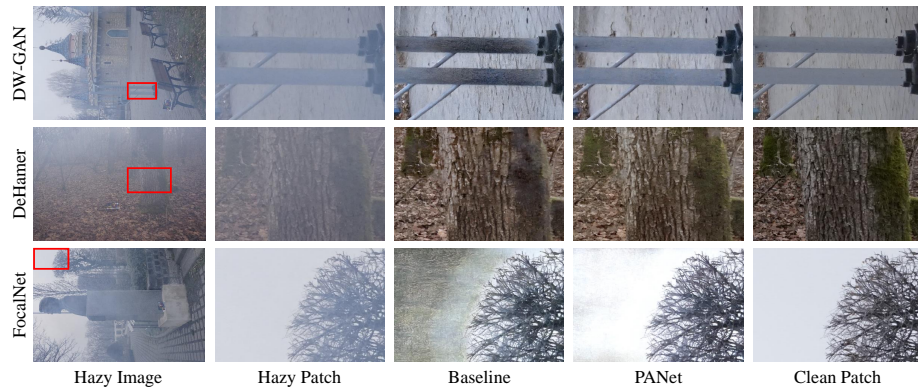 DW-GAN
DeHamer
FocalNet
Hazy Image
Hazy Patch
Baseline
PANet
Clean Patch